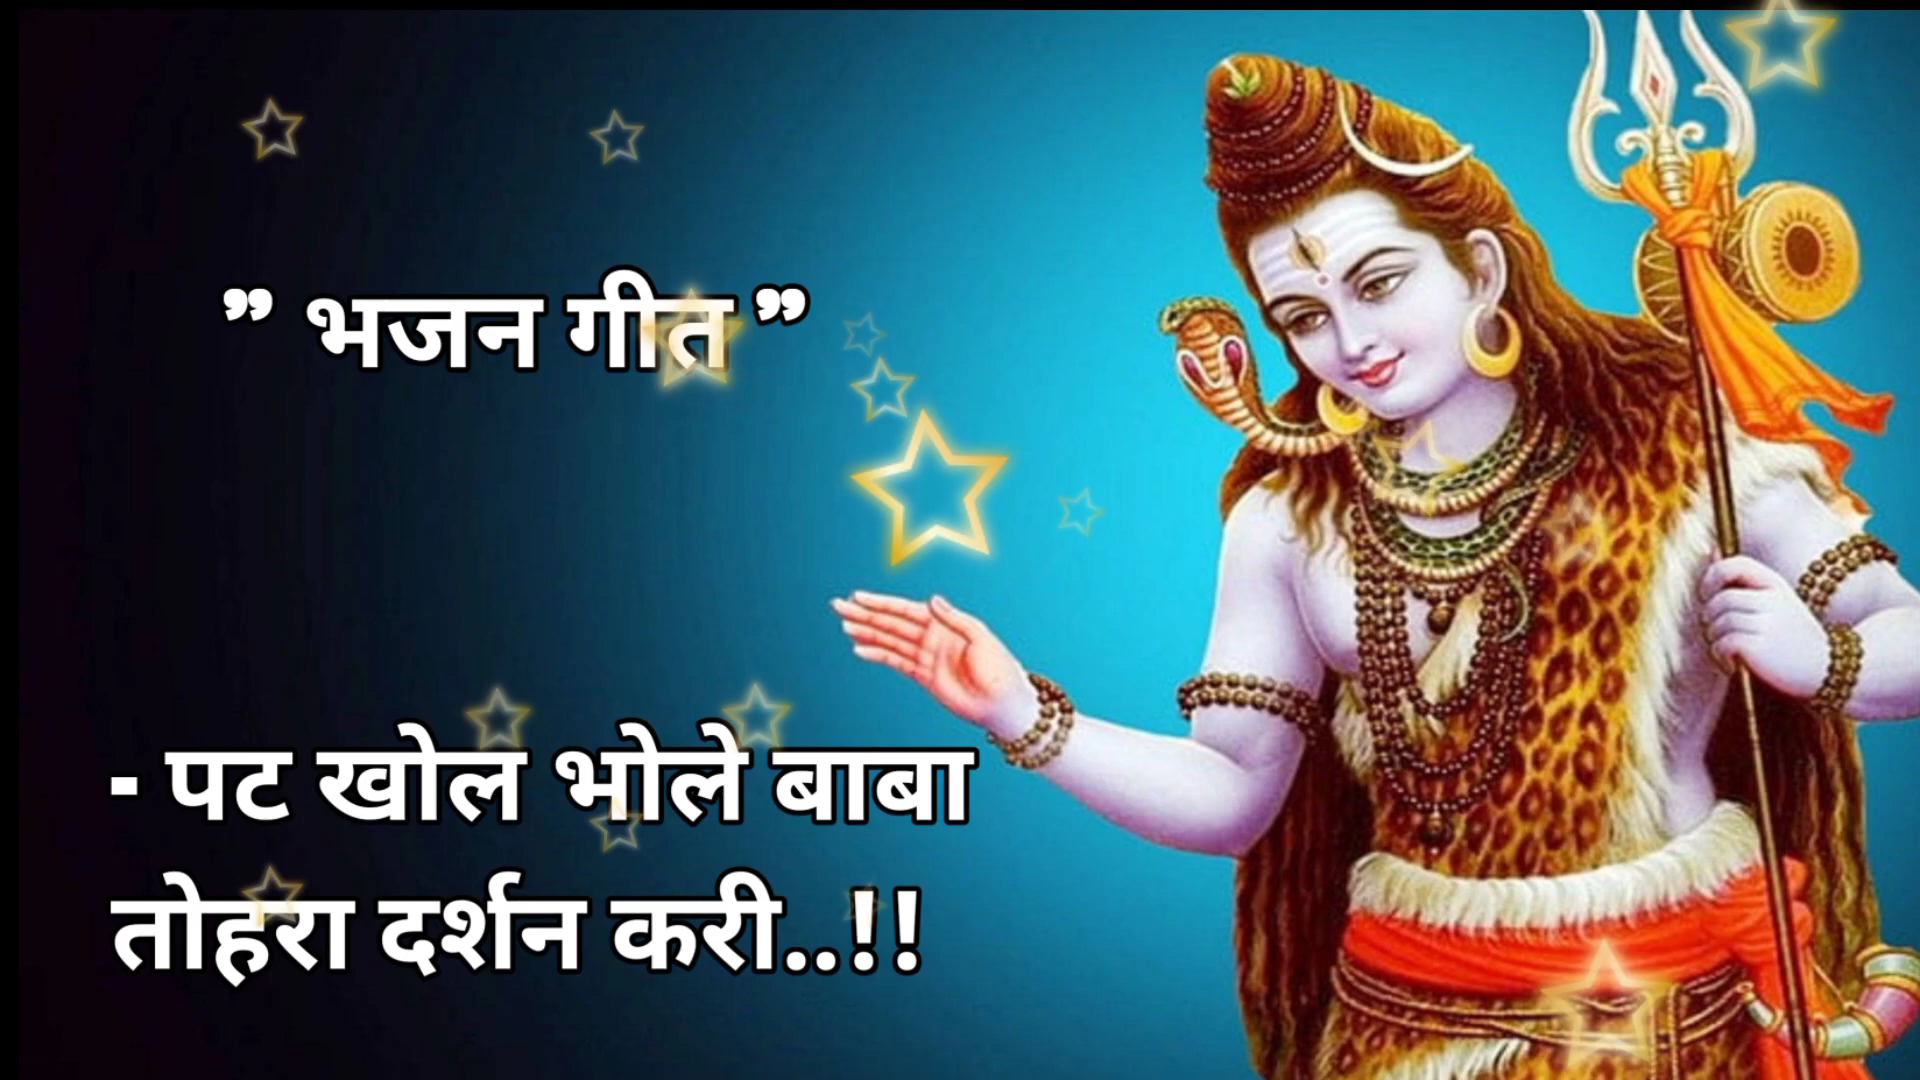 ” भजन गीत ”
- पट खोल भोले बाबा
तोहरा दर्शन करी..!!